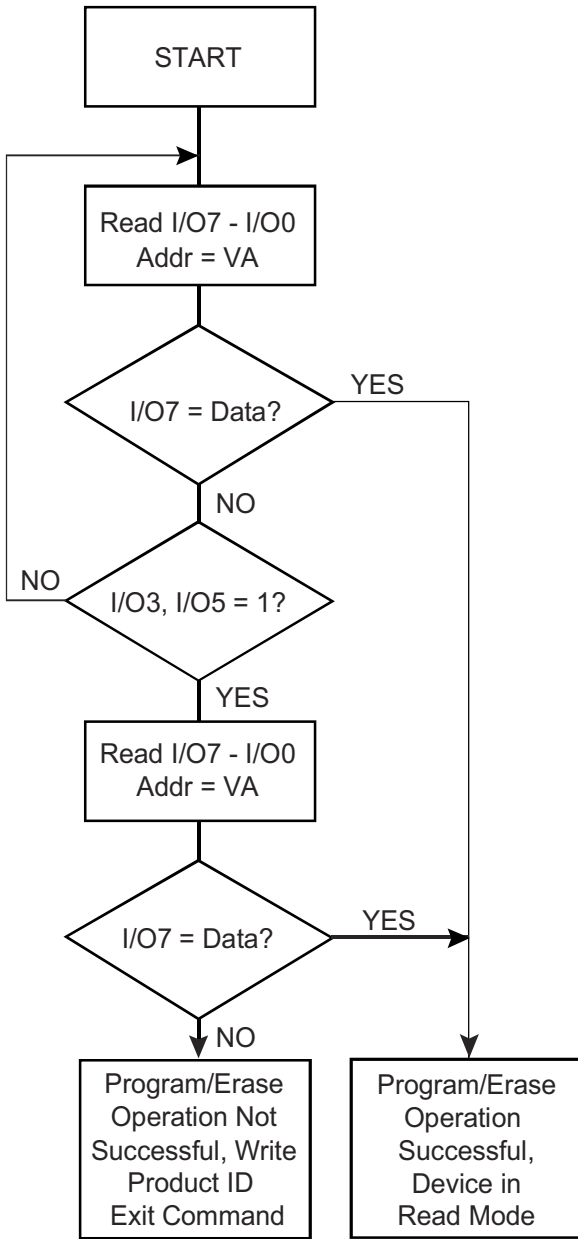 START
Read I/O7 - I/O0
Addr = VA
I/O7 = Data?
YES
NO
I/O3, I/O5 = 1?
NO
YES
Read I/O7 - I/O0
Addr = VA
I/O7 = Data?
YES
NO
Program/Erase
Operation Not
Successful, Write
Product ID
Exit Command
Program/Erase
Operation
Successful,
Device in
Read Mode